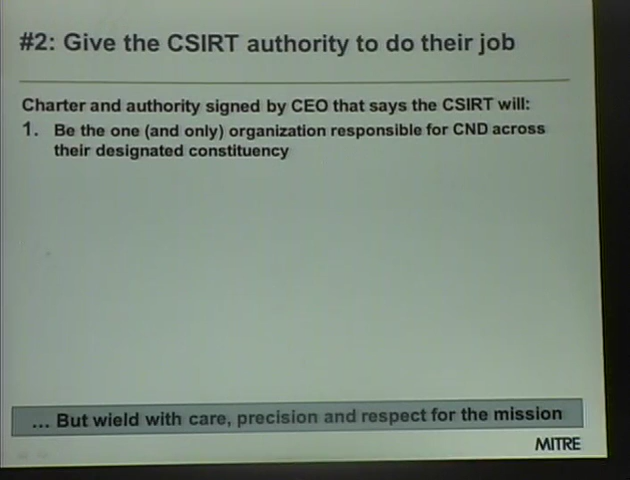 #2: Give the CSIRT authority to do their job
Charter and authority signed by CEO that says the CSIRT will:
1. Be the one (and only) organization responsible for CND across
their designated constituency
... But wield with care, precision and respect for the mission
MITRE